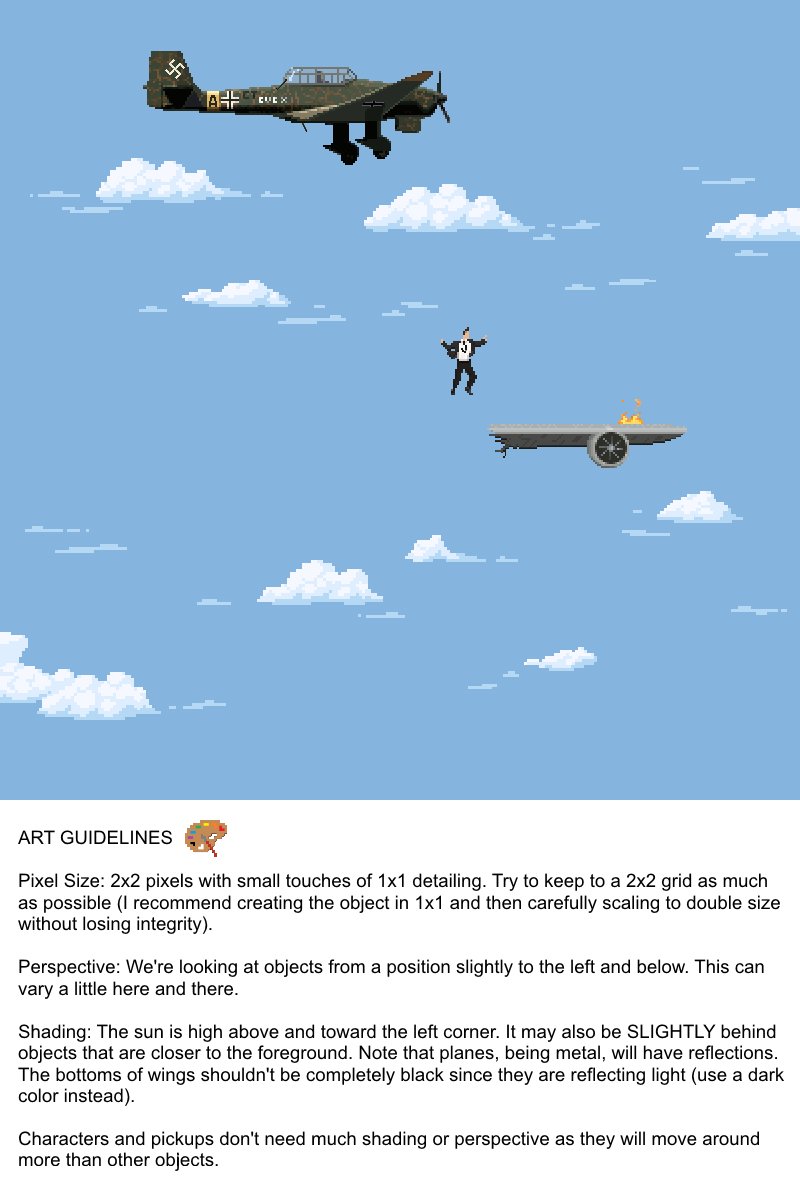 A
CT
ART GUIDELINES
Pixel Size: 2x2 pixels with small touches of 1x1 detailing. Try to keep to a 2x2 grid as much
as possible (I recommend creating the object in 1x1 and then carefully scaling to double size
without losing integrity).
Perspective: We're looking at objects from a position slightly to the left and below. This can
vary a little here and there.
Shading: The sun is high above and toward the left corner. It may also be SLIGHTLY behind
objects that are closer to the foreground. Note that planes, being metal, will have reflections.
The bottoms of wings shouldn't be completely black since they are reflecting light (use a dark
color instead).
Characters and pickups don't need much shading or perspective as they will move around
more than other objects.